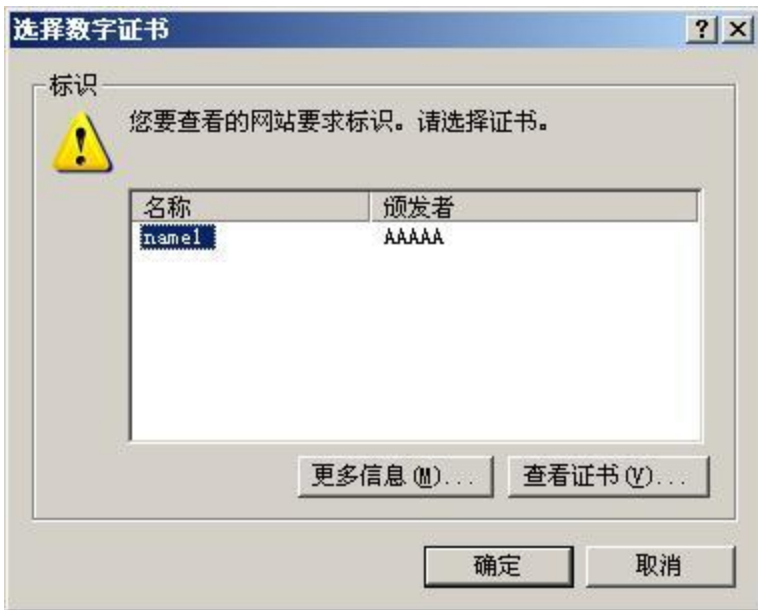 选择数字证书
标识
您要查看的网站要求标识。请选择证书。
名称 颁发者
name1 AAAAA
更多信息(M)... 查看证书(V)...
确定 取消